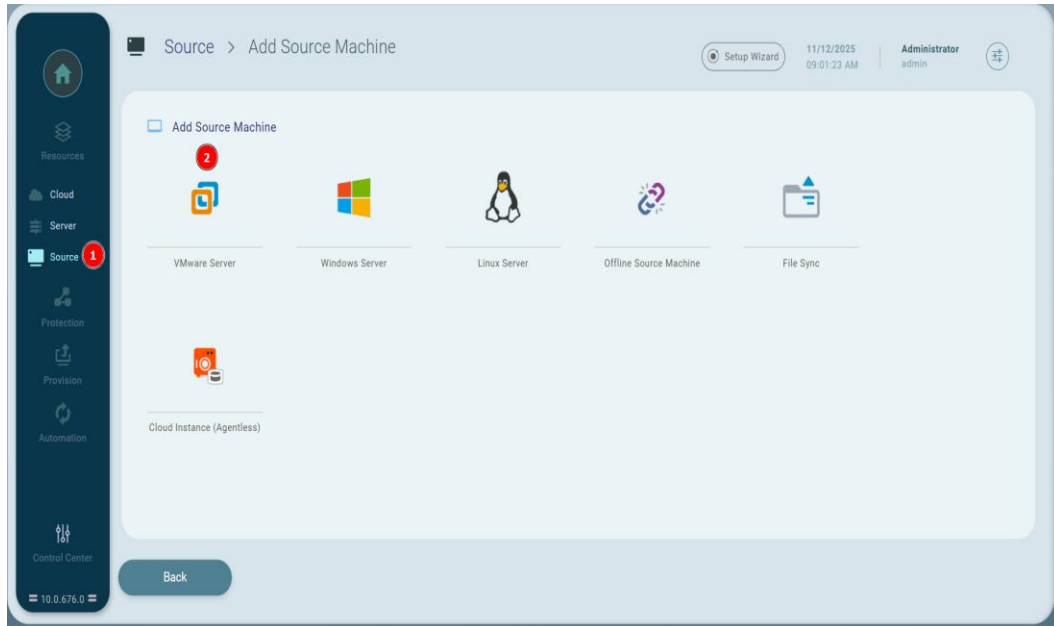 Source > Add Source Machine
Setup Wizard
11/12/2025
09:01:23 AM
Administrator
admin
Resources
Cloud
Server
Source 1
Protection
Provision
Automation
Control Center
10.0.676.0
Add Source Machine
2
VMware Server
Windows Server
Linux Server
Offline Source Machine
File Sync
Cloud Instance (Agentless)
Back